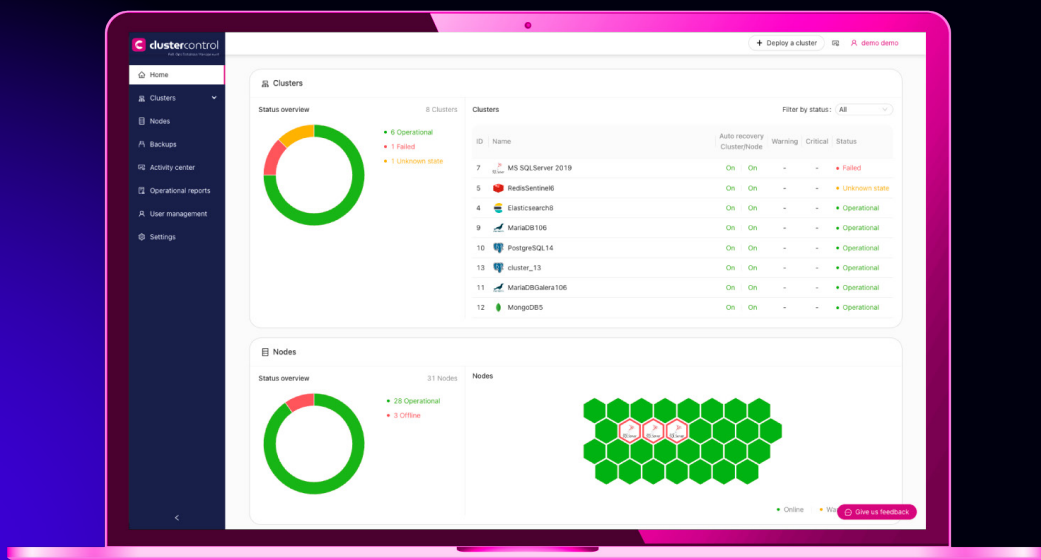 clustercontrol
+ Deploy a cluster
demo demo
Home
Clusters
Nodes
Backups
Activity center
Operational reports
User management
Settings
Clusters
Status overview
8 Clusters
6 Operational
1 Failed
1 Unknown state
Clusters
Filter by status: All
ID Name Auto recovery Cluster/Node Warning Critical Status
7 MS SQLServer 2019 On On - - Failed
5 RedisSentinel6 On On - - Unknown state
4 Elasticsearch8 On On - - Operational
9 MariaDB106 On On - - Operational
10 PostgreSQL14 On On - - Operational
13 cluster_13 On On - - Operational
11 MariaDBGalera106 On On - - Operational
12 MongoDB5 On On - - Operational
Nodes
Status overview
31 Nodes
28 Operational
3 Offline
Nodes
Online
Wa
Give us feedback